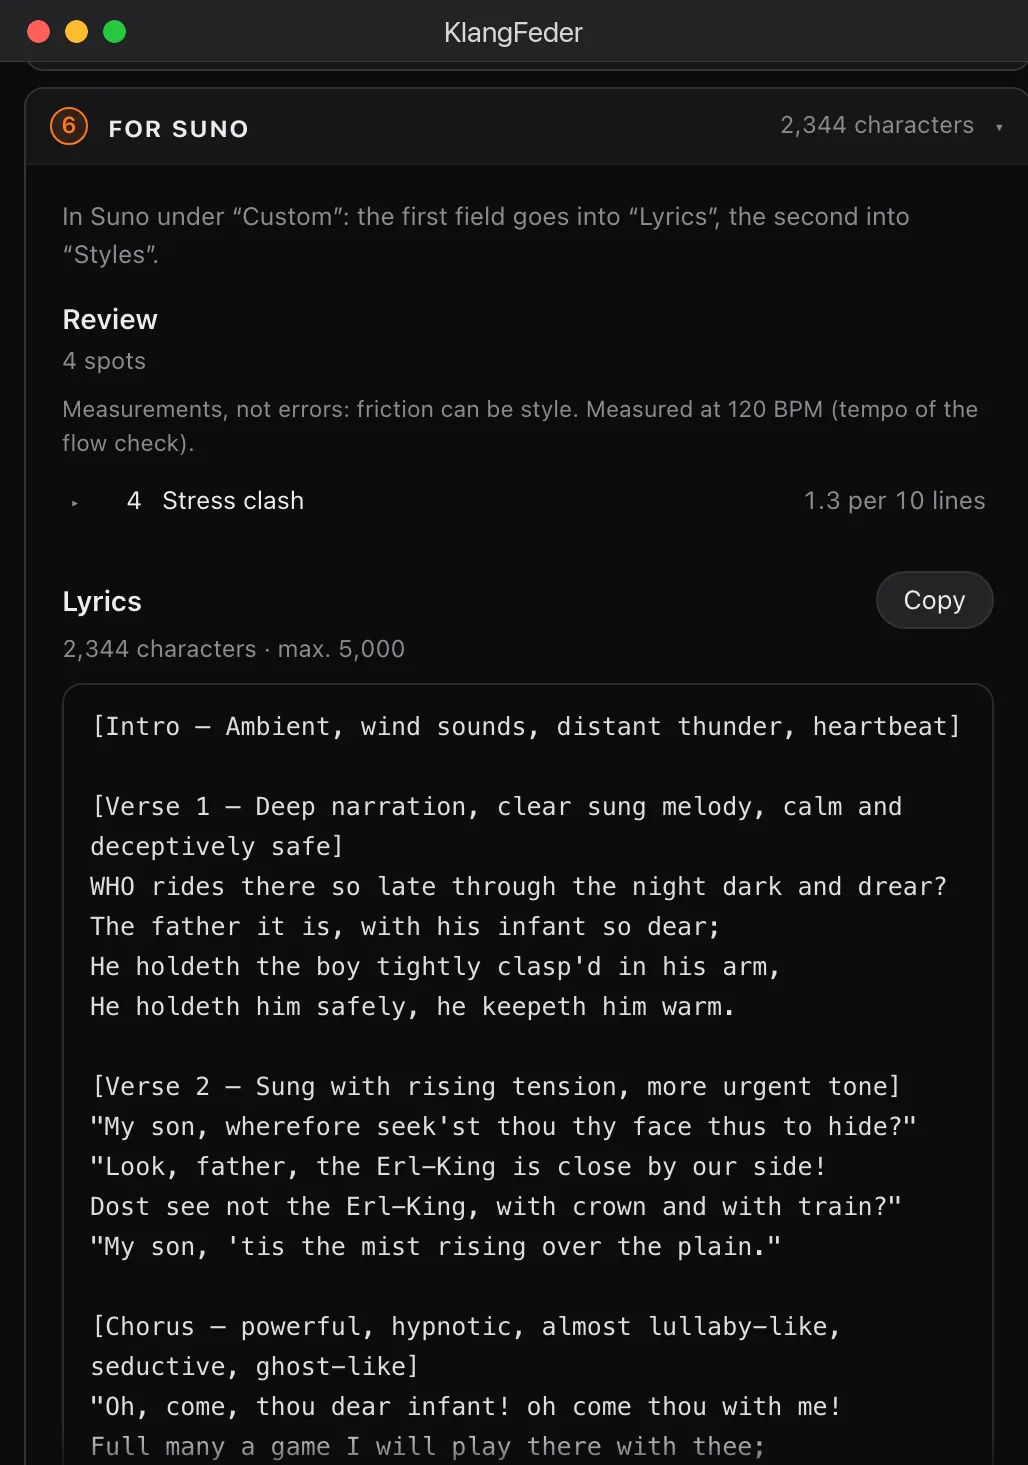 KlangFeder
6 FOR SUNO 2,344 characters ▾
In Suno under “Custom”: the first field goes into “Lyrics”, the second into
“Styles”.
Review
4 spots
Measurements, not errors: friction can be style. Measured at 120 BPM (tempo of the
flow check).
▸ 4 Stress clash 1.3 per 10 lines
Lyrics Copy
2,344 characters · max. 5,000
[Intro – Ambient, wind sounds, distant thunder, heartbeat]
[Verse 1 – Deep narration, clear sung melody, calm and
deceptively safe]
WHO rides there so late through the night dark and drear?
The father it is, with his infant so dear;
He holdeth the boy tightly clasp'd in his arm,
He holdeth him safely, he keepeth him warm.
[Verse 2 – Sung with rising tension, more urgent tone]
"My son, wherefore seek'st thou thy face thus to hide?"
"Look, father, the Erl-King is close by our side!
Dost see not the Erl-King, with crown and with train?"
"My son, 'tis the mist rising over the plain."
[Chorus – powerful, hypnotic, almost lullaby-like,
seductive, ghost-like]
"Oh, come, thou dear infant! oh come thou with me!
Full many a game I will play there with thee;